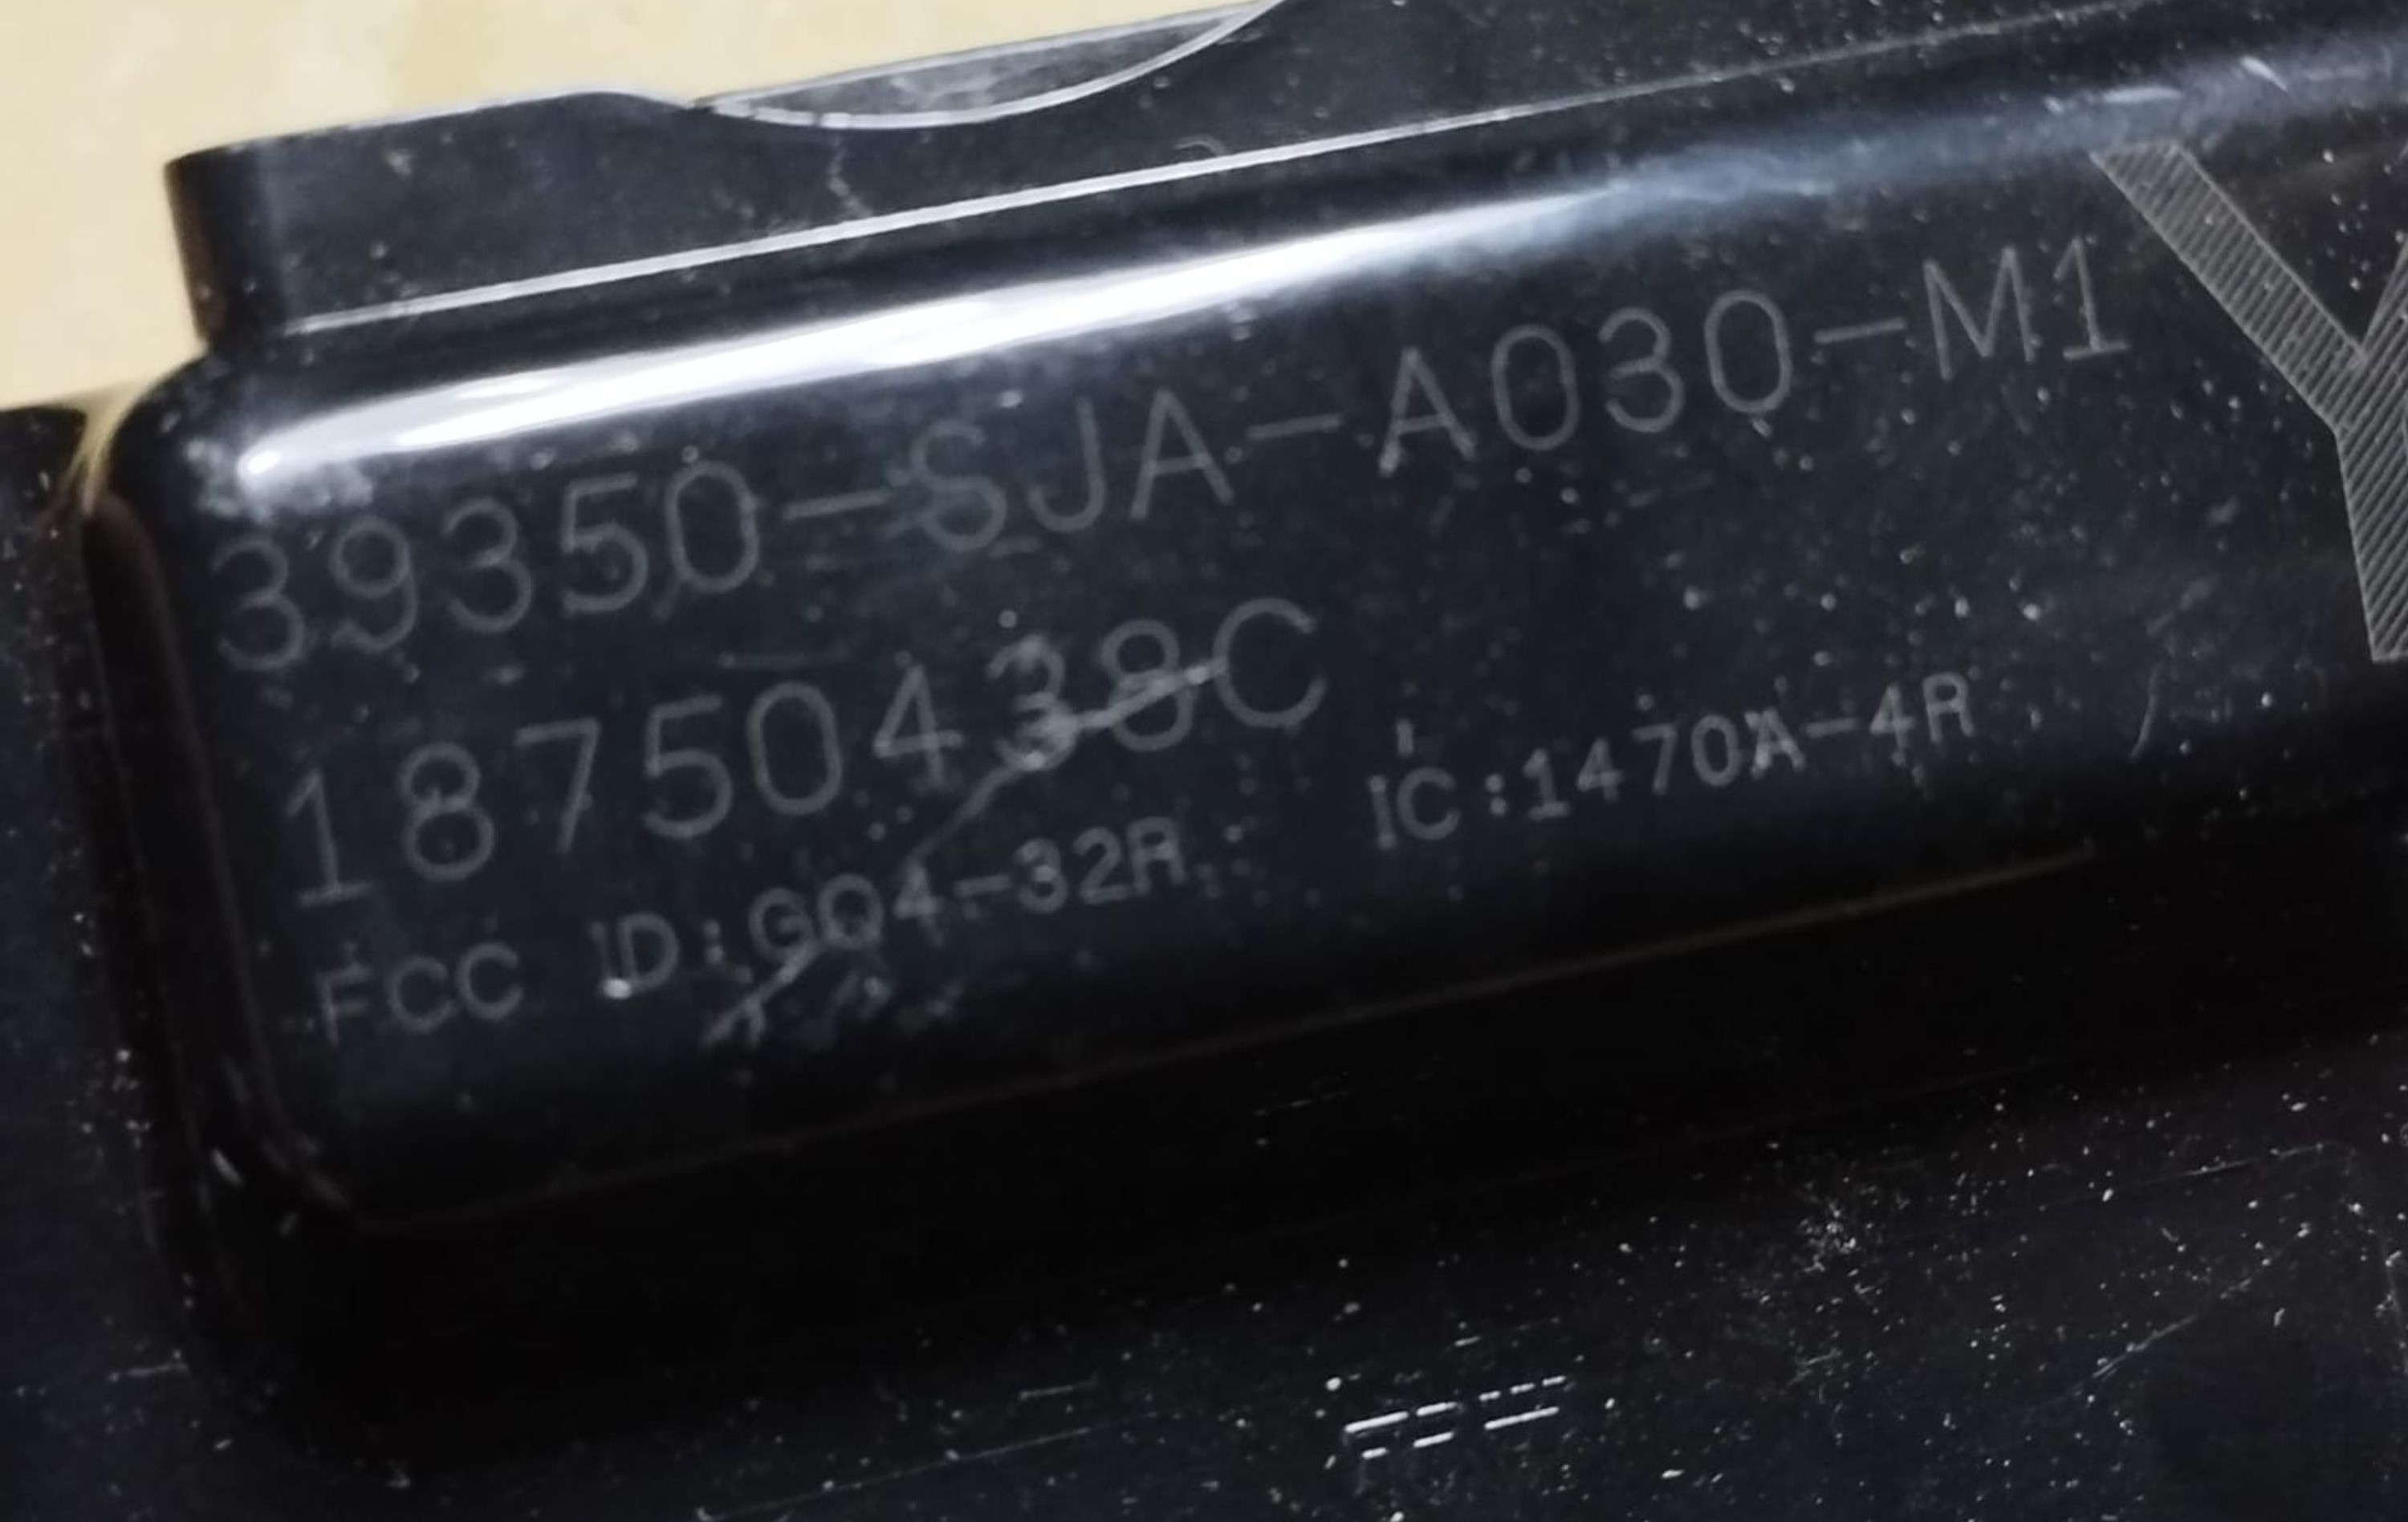 39350-SJA-A030-M1
18750438C
FCC ID:GQ4-32R IC:1470A-4R
Y